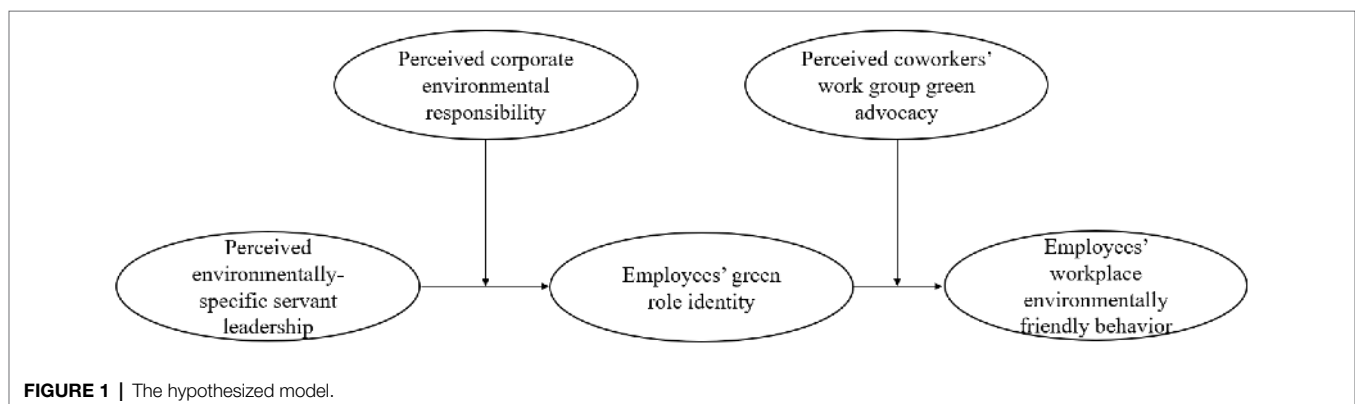 Perceived corporate
environmental
responsibility
Perceived coworkers'
work group green
advocacy
Perceived
environmentally-
specific servant
leadership
Employees' green
role identity
Employees'
workplace
environmentally
friendly behavior
FIGURE 1 | The hypothesized model.